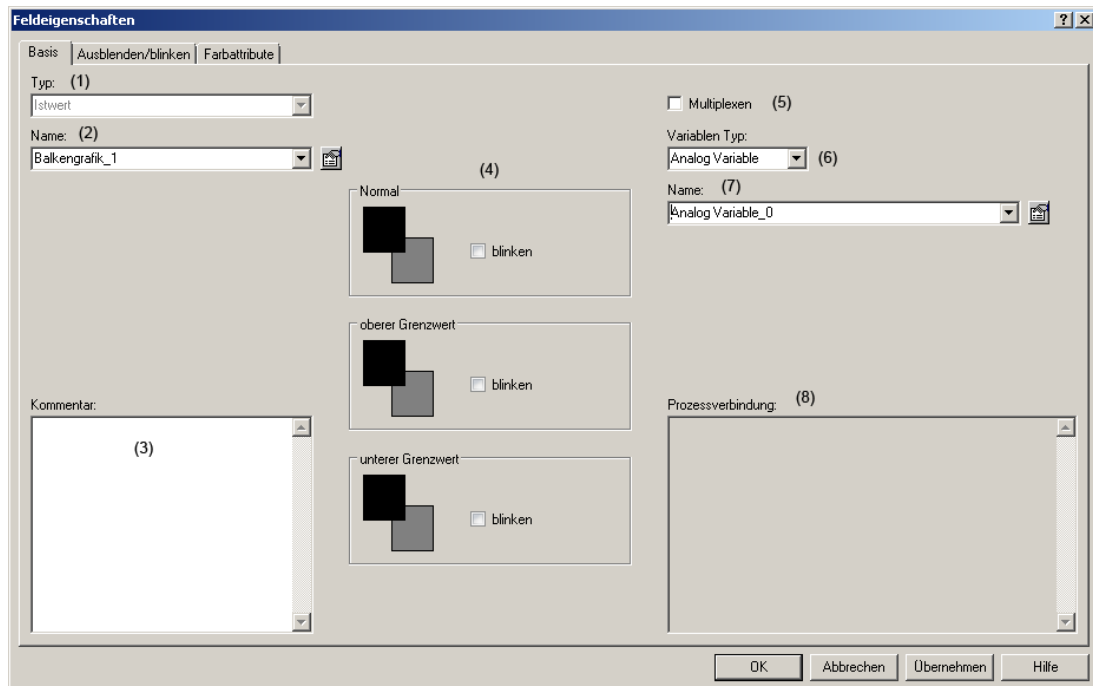 Feldeigenschaften
Basis
Ausblenden/blinken
Farbattribute
Typ: (1)
Istwert
Name: (2)
Balkengrafik_1
(4)
Normal
blinken
oberer Grenzwert
blinken
unterer Grenzwert
blinken
Kommentar:
(3)
Multiplexen (5)
Variablen Typ:
Analog Variable (6)
Name: (7)
Analog Variable_0
Prozessverbindung: (8)
OK
Abbrechen
Übernehmen
Hilfe